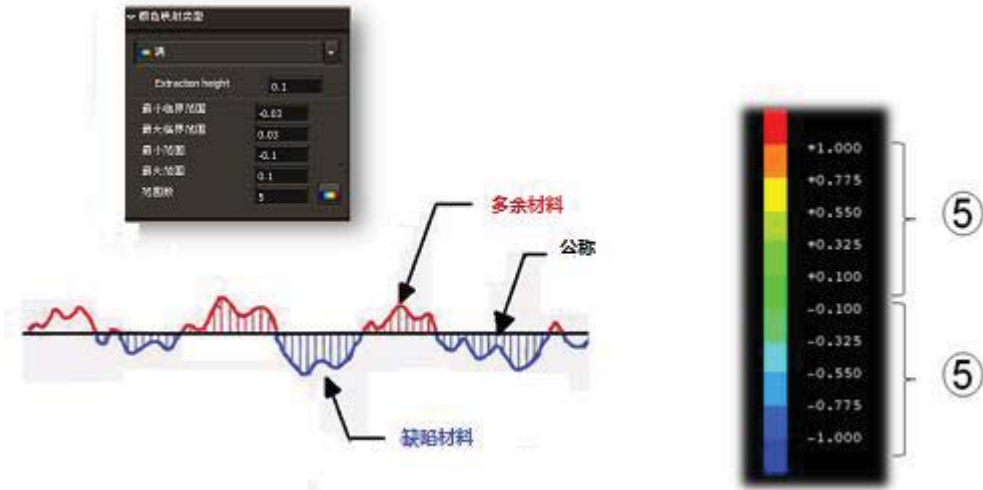 颜色映射类型
满
Extraction height 0.1
最小临界范围 -0.03
最大临界范围 0.03
最小范围 -0.1
最大范围 0.1
范围数 5
多余材料
公称
缺陷材料
+1.000
+0.775
+0.550
+0.325
+0.100
-0.100
-0.325
-0.550
-0.775
-1.000
⑤
⑤